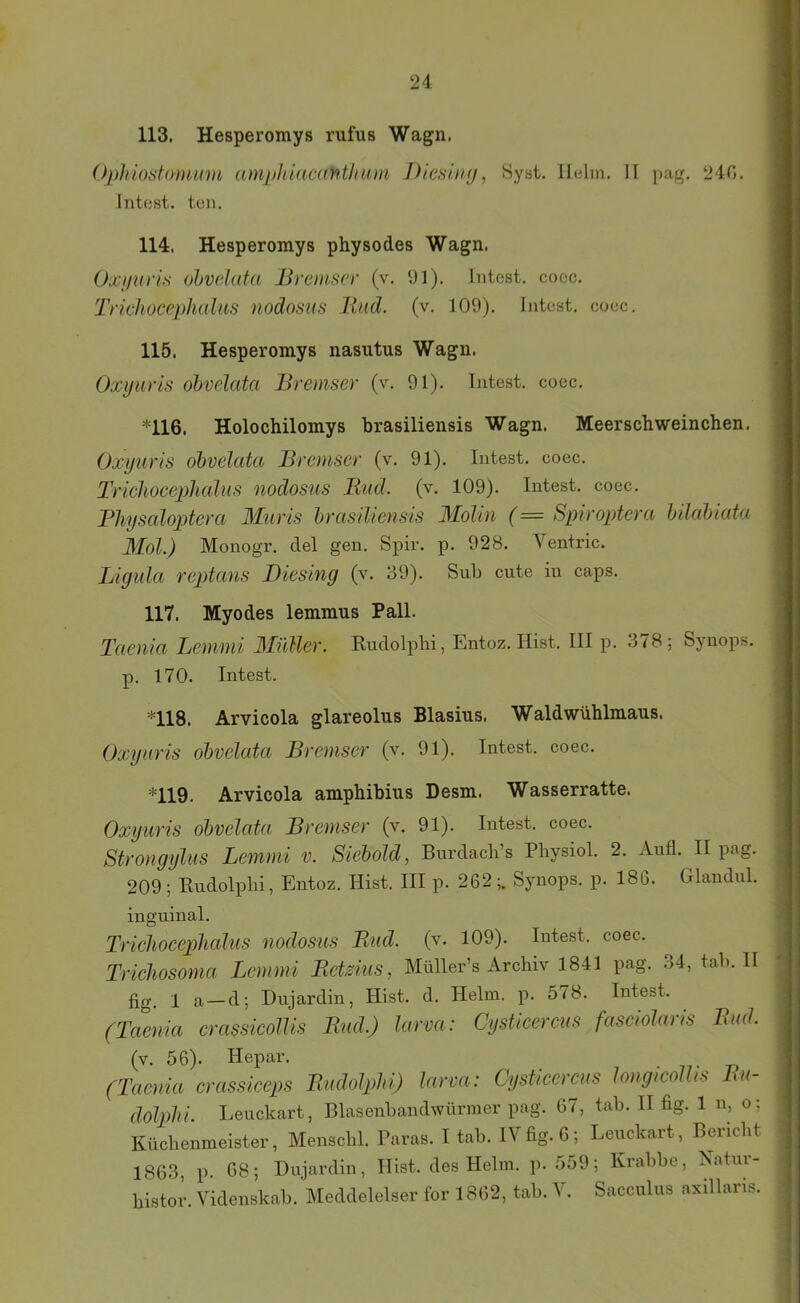 24
113. Hesperomys rufus Wagn.
Ophiostomum amphiacanthum Diesing, Syst. Helm. II pag. 246.
Intest. ten.
114. Hesperomys physodes Wagn.
Oxyuris obvelata Bremser (v. 91). Intest. coec.
Trichocephalus nodosus Rud. (v. 109). Intest. coec.
115. Hesperomys nasutus Wagn.
Oxyuris obvelata Bremser (v. 91). Intest. coec.
*116. Holochilomys brasiliensis Wagn. Meerschweinchen.
Oxyuris obvelata Bremser (v. 91). Intest. coec.
Trichocephalus nodosus Rud. (v. 109). Intest. coec.
Physaloptera Muris brasiliensis Molin (= Spiroptera bilabiata
Mol.) Monogr. del gen. Spir. p. 928. Ventric.
Ligula reptans Diesing (v. 39). Sub cute in caps.
117. Myodes lemmus Pall.
Taenia Lemmi Müller. Rudolphi, Entoz. Hist. III p. 378; Synops.
p. 170. Intest.
*118. Arvicola glareolus Blasius. Waldwühlmaus.
Oxyuris obvelata Bremser (v. 91). Intest. coec.
*119. Arvicola amphibius Desm. Wasserratte.
Oxyuris obvelata Bremser (v. 91). Intest. coec.
Strongylus Lemmi v. Siebold, Burdach's Physiol. 2. Aufl. II pag.
209; Rudolphi, Entoz. Hist. III p. 262; Synops. p. 186. Glandul.
inguinal.
Trichocephalus nodosus Rud. (v. 109). Intest. coec.
Trichosoma Lemmi Retzius, Müller's Archiv 1841 pag. 34, tab. II
fig. 1 a—d; Dujardin, Hist. d. Helm. p. 578. Intest.
(Taenia crassicollis Rud.) larva: Cysticercus fasciolaris Rud.
(v. 56). Hepar.
(Taenia crassiceps Rudolphi) larva: Cysticercus longicollis Ru-
dolphi. Leuckart, Blasenbandwürmer pag. 67, tab. II fig. 1 n, o;
Küchenmeister, Menschl. Paras. I tab. IV fig. 6; Leuckart, Bericht
1863, p. 68; Dujardin, Hist. des Helm. p. 559; Krabbe, Natur-
histor. Videnskab. Meddelelser for 1862, tab. V. Sacculus axillaris.